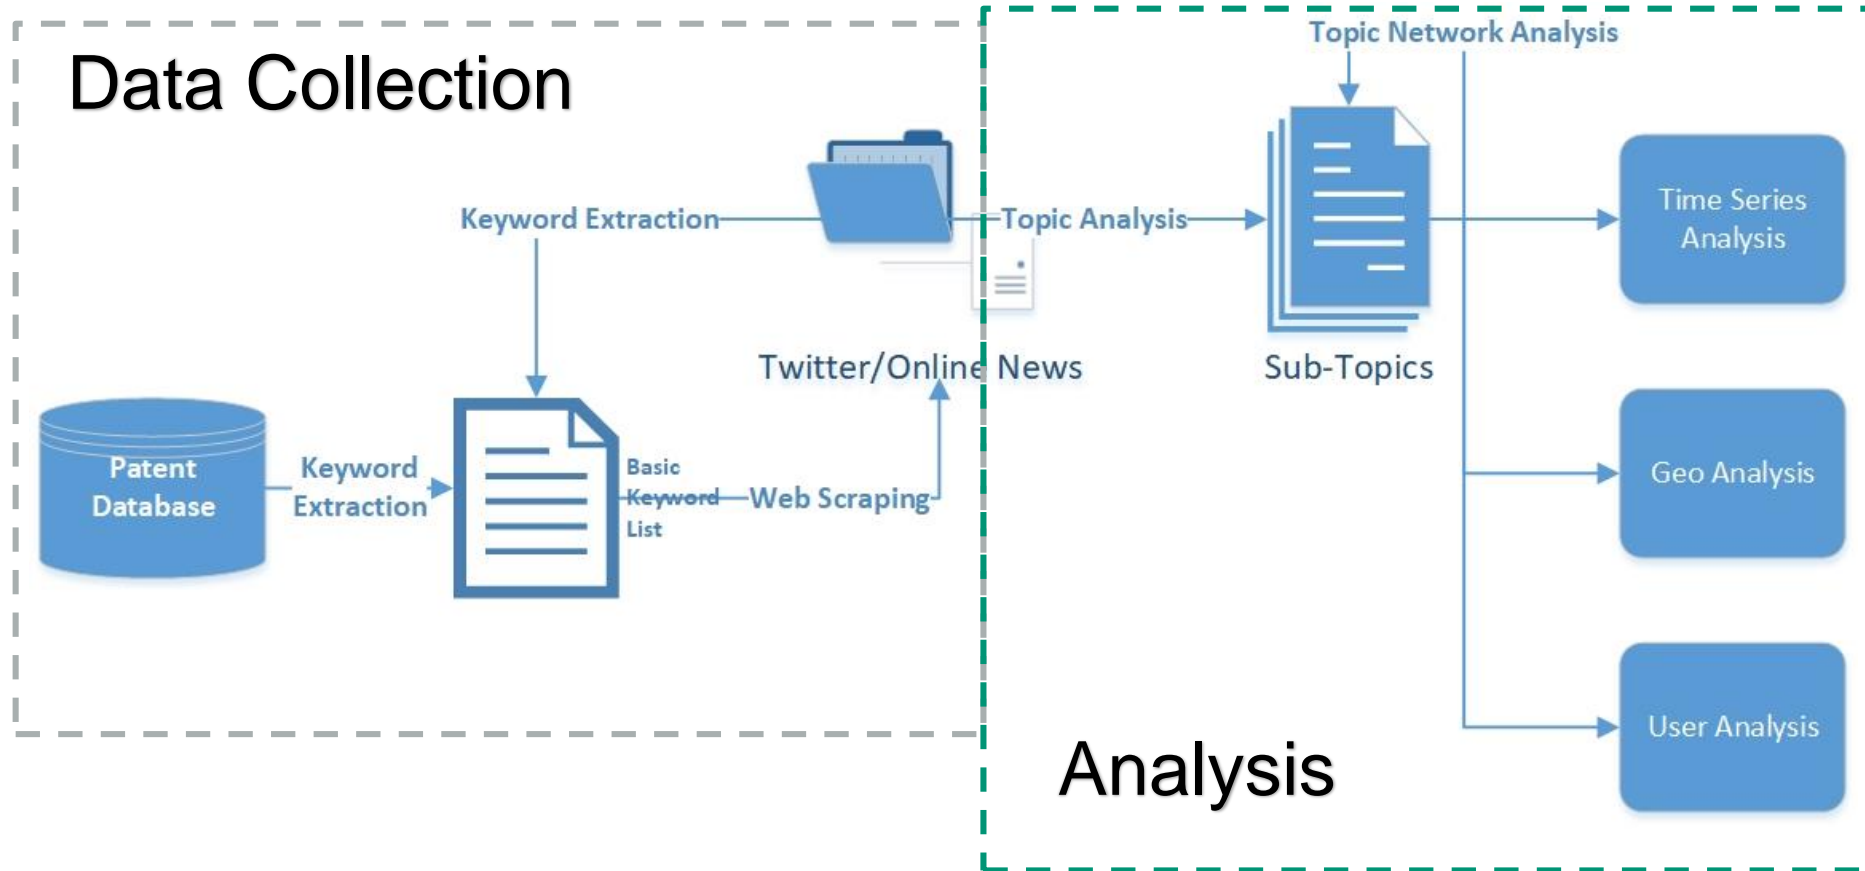 Data Collection
Keyword Extraction
Twitter/Online News
Patent
Database
Keyword
Extraction
Basic
Keyword
List
Web Scraping
Topic Network Analysis
Topic Analysis
Sub-Topics
Time Series
Analysis
Geo Analysis
User Analysis
Analysis